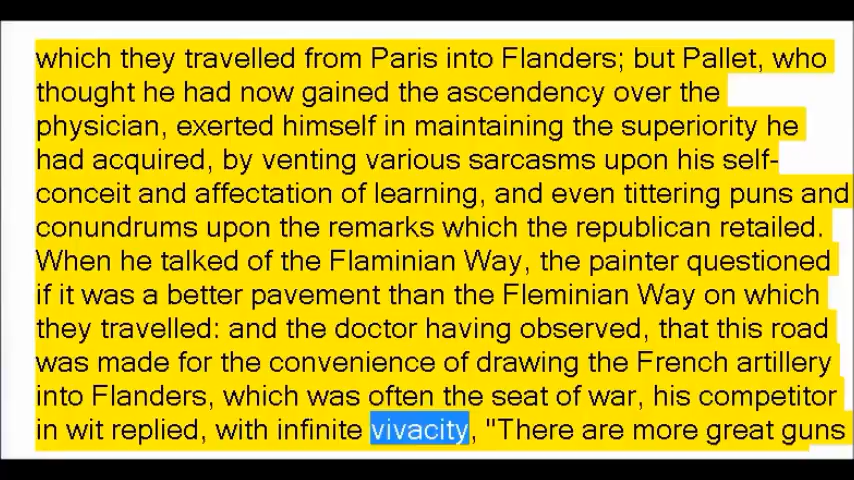 which they travelled from Paris into Flanders; but Pallet, who
thought he had now gained the ascendency over the
physician, exerted himself in maintaining the superiority he
had acquired, by venting various sarcasms upon his self-
conceit and affectation of learning, and even tittering puns and
conundrums upon the remarks which the republican retailed.
When he talked of the Flaminian Way, the painter questioned
if it was a better pavement than the Fleminian Way on which
they travelled: and the doctor having observed, that this road
was made for the convenience of drawing the French artillery
into Flanders, which was often the seat of war, his competitor
in wit replied, with infinite vivacity, "There are more great guns